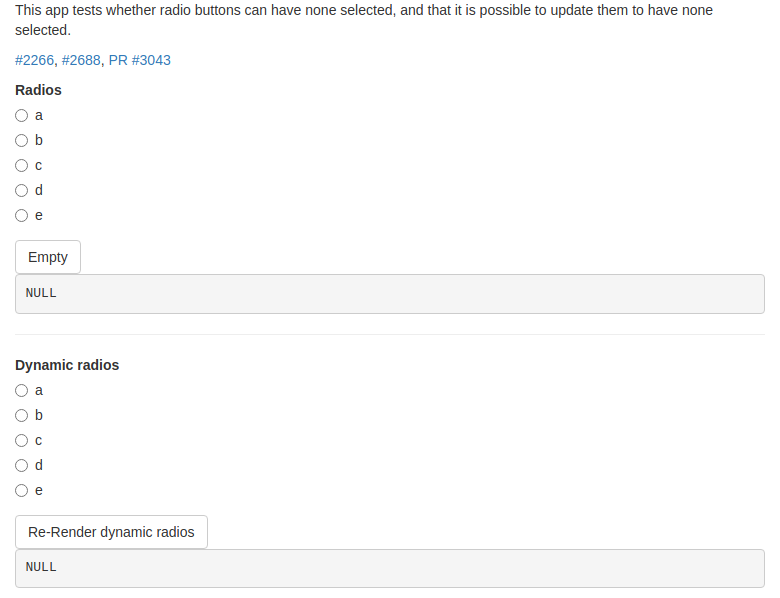 This app tests whether radio buttons can have none selected, and that it is possible to update them to have none
selected.
#2266, #2688, PR #3043
Radios
a
b
c
d
e
Empty
NULL
Dynamic radios
a
b
c
d
e
Re-Render dynamic radios
NULL